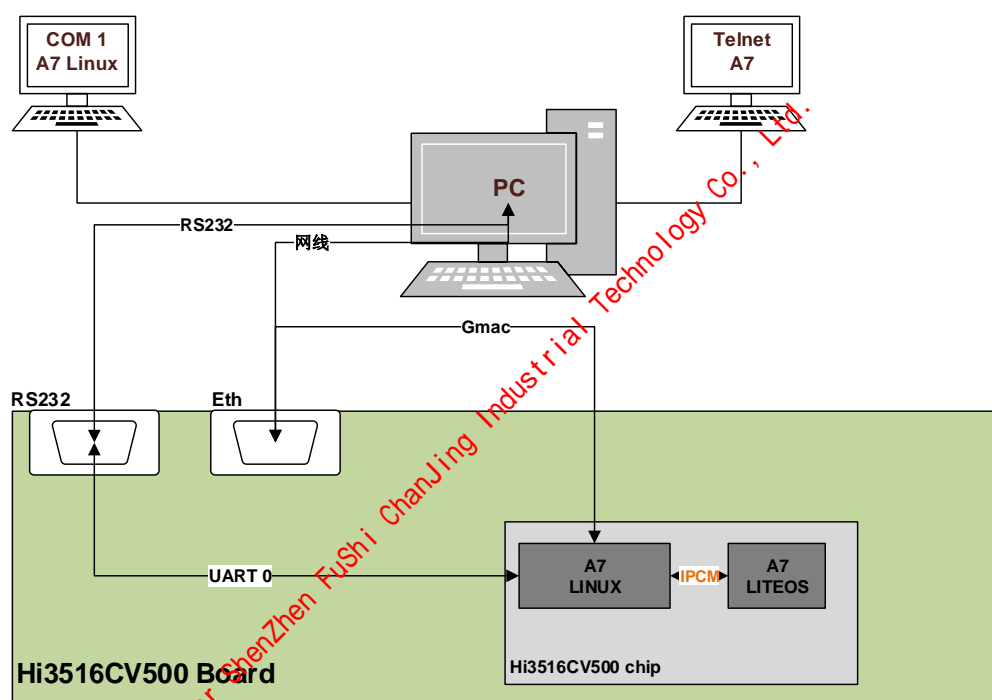 COM 1
A7 Linux
Telnet
A7
PC
RS232
网线
Gmac
RS232
Eth
UART 0
A7
LINUX
IPCM
A7
LITEOS
Hi3516CV500 chip
Hi3516CV500 Board
ShenZhen FuShi ChanJing Industrial Technology Co., Ltd.